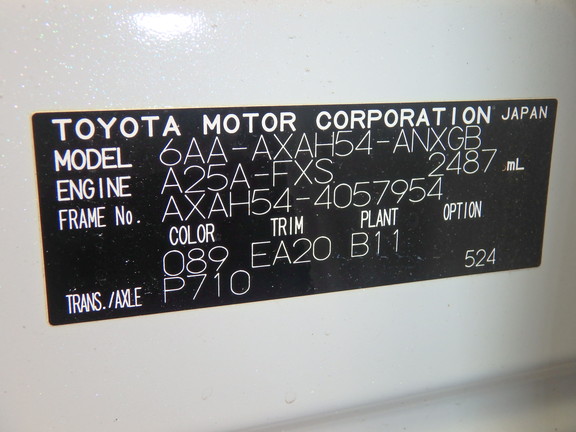 TOYOTA MOTOR CORPORATION JAPAN
MODEL 6AA-AXAH54-ANXGB
ENGINE A25A-FXS 2487 mL
FRAME No. AXAH54-4057954
COLOR TRIM PLANT OPTION
089 EA20 B11 524
TRANS./AXLE P710